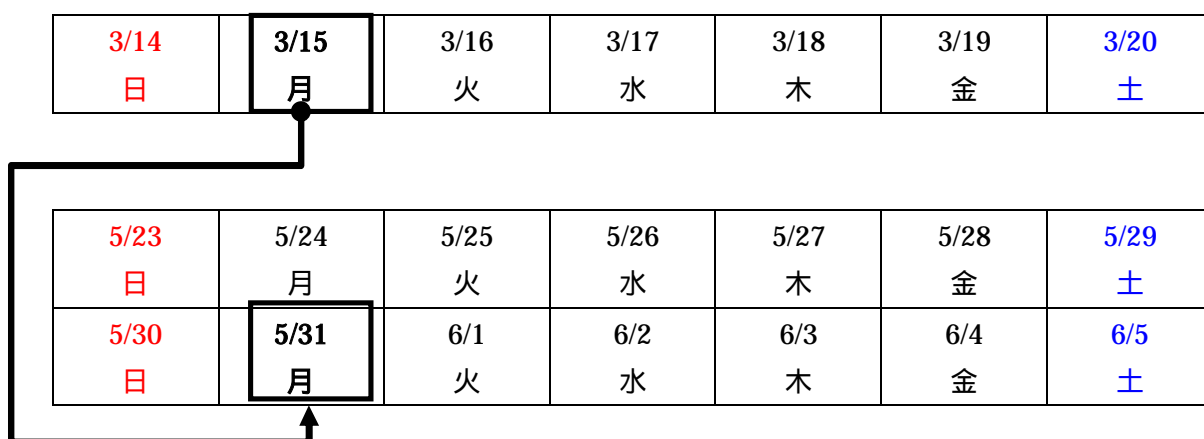 3/14 3/15 3/16 3/17 3/18 3/19 3/20
日 月 火 水 木 金 土
5/23 5/24 5/25 5/26 5/27 5/28 5/29
日 月 火 水 木 金 土
5/30 5/31 6/1 6/2 6/3 6/4 6/5
日 月 火 水 木 金 土